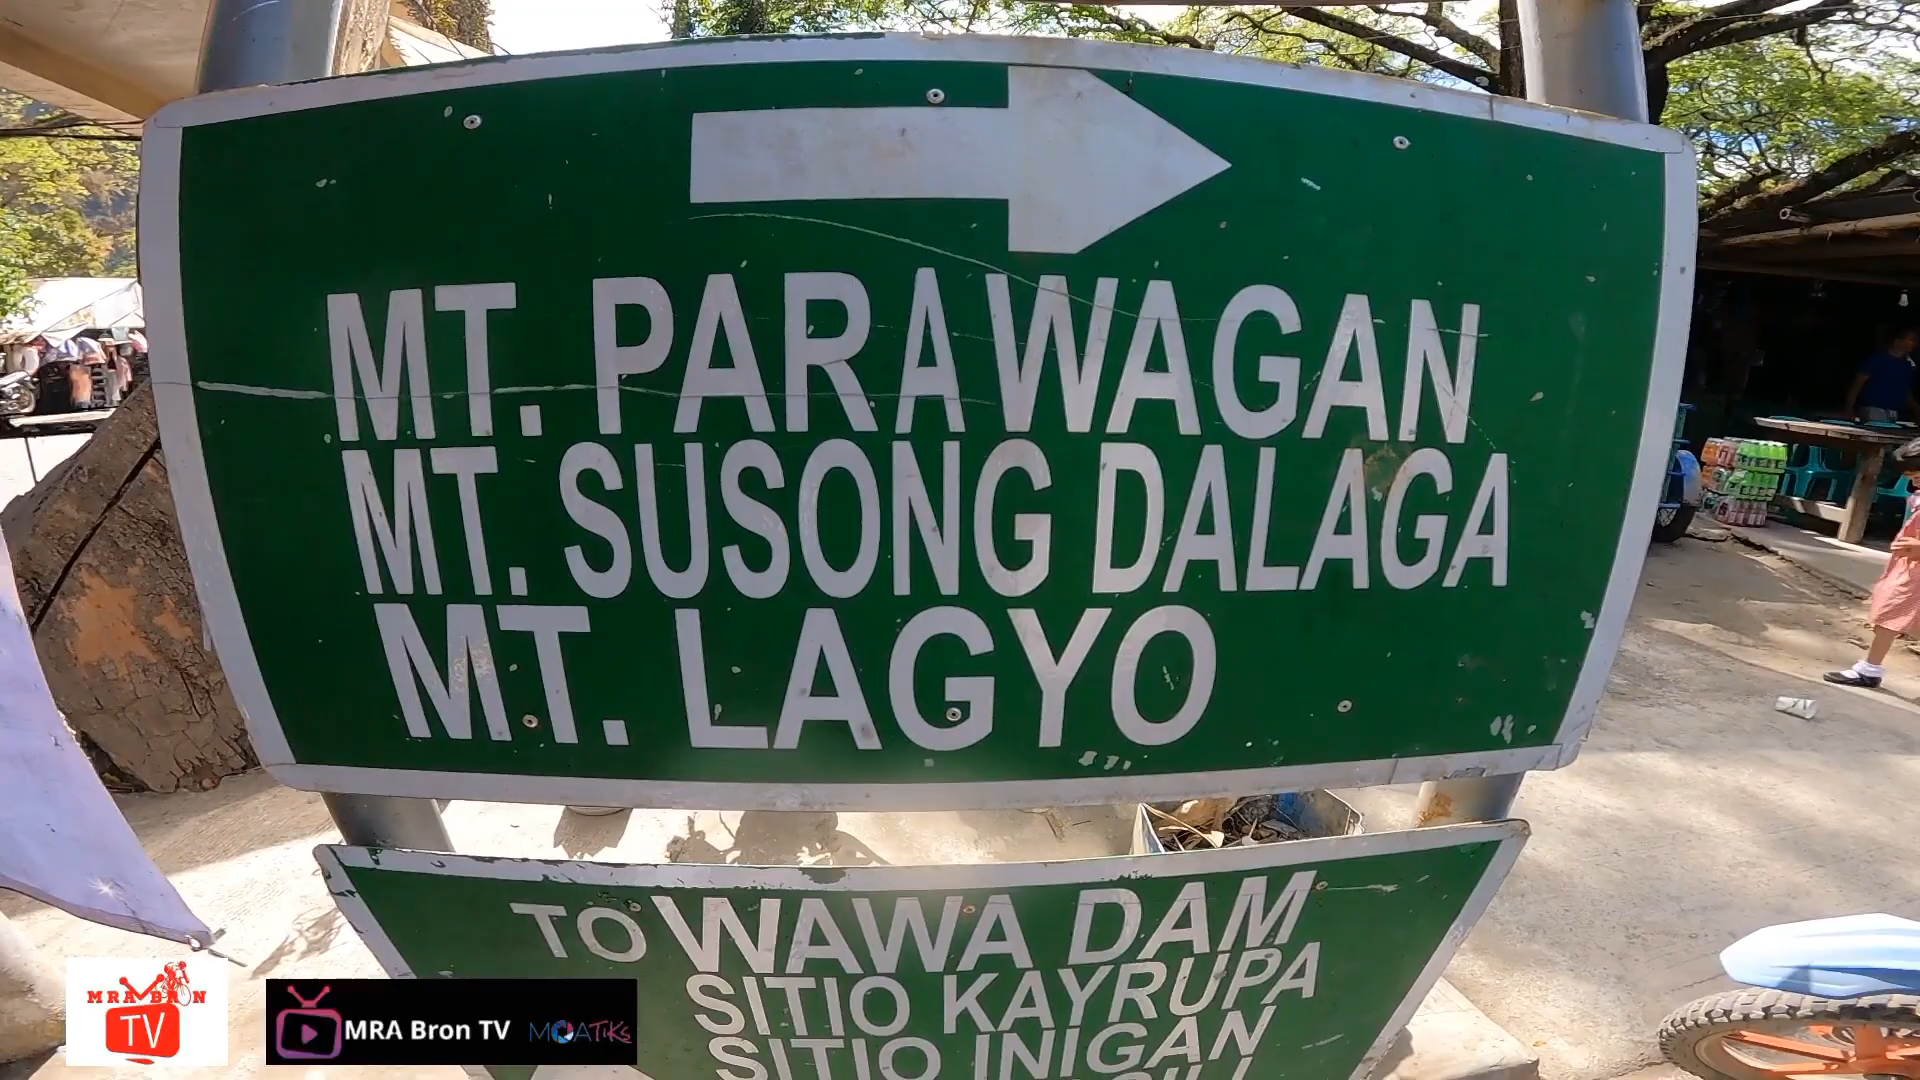 MT. PARAWAGAN
MT. SUSONG DALAGA
MT. LAGYO
TO WAWA DAM
SITIO KAYRUPA
SITIO INIGAN
MRA BRON
TV
MRA Bron TV
MOATIKS